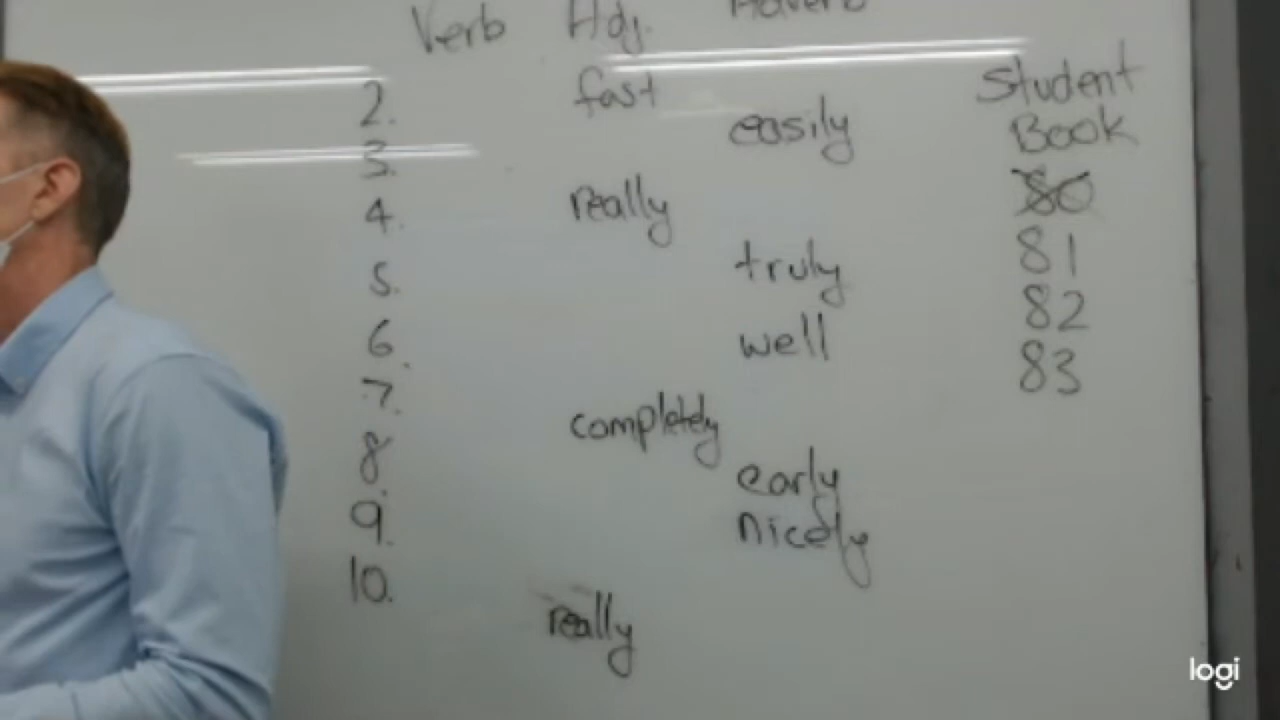 Verb Adj. Adverb
2. fast
3. easily
4. really
5. truly
6. well
7.
8. completely
9. early
10. nicely
really
Student
Book
80
81
82
83
logi